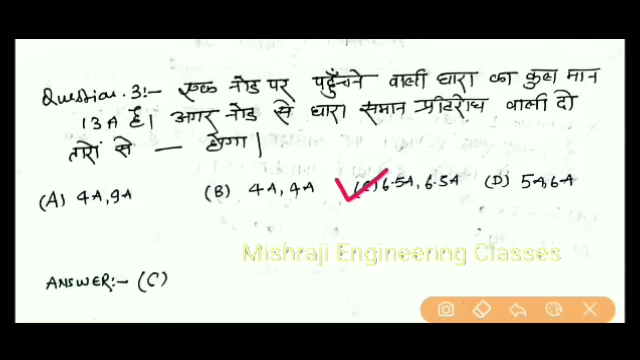 Question.3:- एक नोड पर पहुँचने वाली धारा का कुल मान
13A है। अगर नोड से धारा समान प्रतिरोध वाली दो
तारों से — होगा।
(A) 4A,9A (B) 4A,4A (C) 6.5A,6.5A (D) 5A,6A
Mishraji Engineering Classes
ANSWER:- (C)